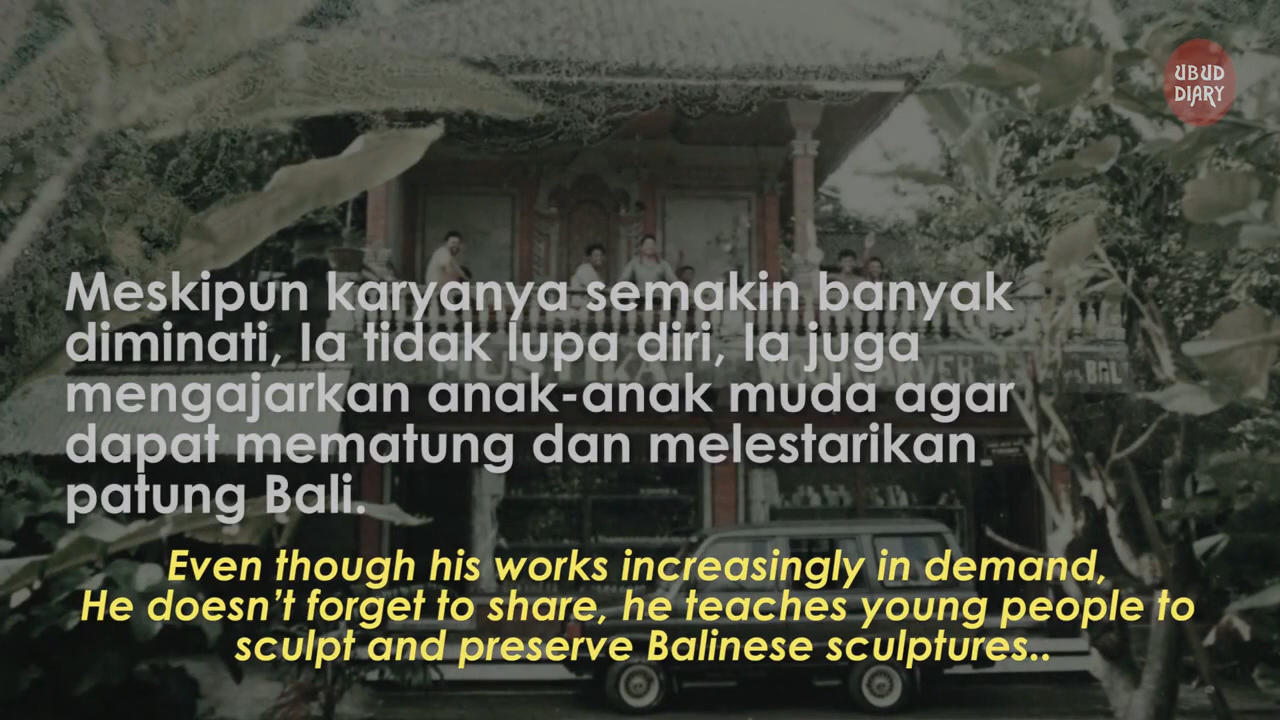 UBUD
DIARY
Meskipun karyanya semakin banyak
diminati, Ia tidak lupa diri, Ia juga
mengajarkan anak-anak muda agar
dapat mematung dan melestarikan
patung Bali.
Even though his works increasingly in demand,
He doesn't forget to share, he teaches young people to
sculpt and preserve Balinese sculptures..